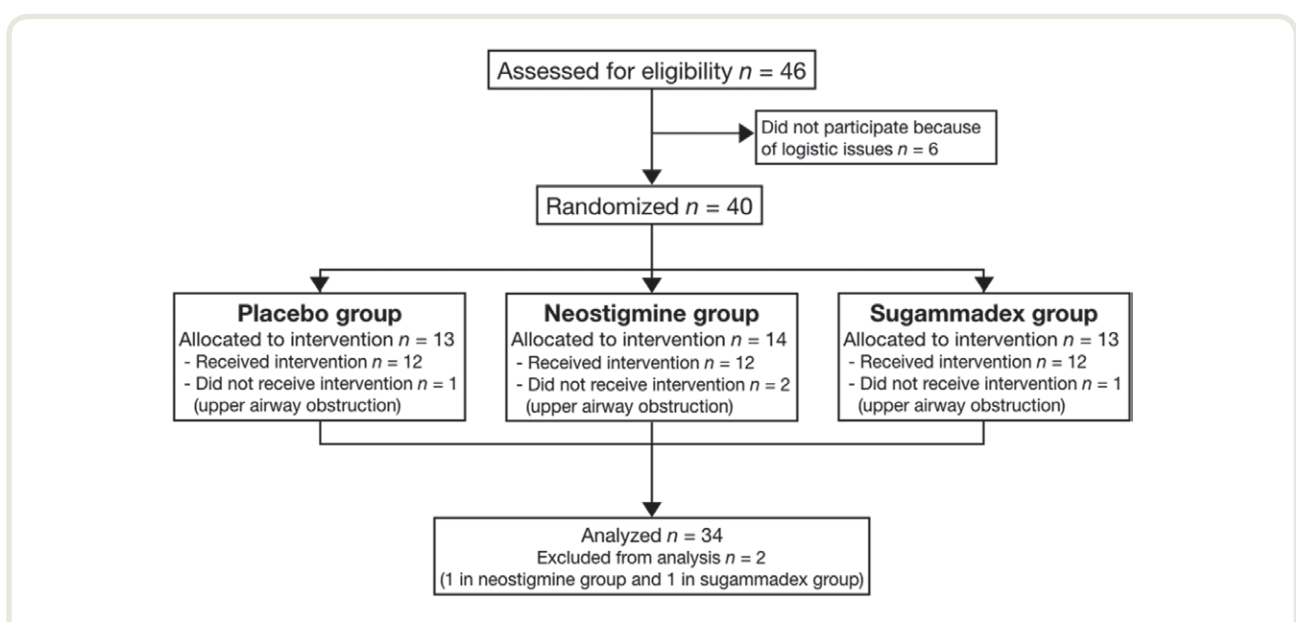 Assessed for eligibility n = 46
Did not participate because
of logistic issues n = 6
Randomized n = 40
Placebo group
Allocated to intervention n = 13
- Received intervention n = 12
- Did not receive intervention n = 1
(upper airway obstruction)
Neostigmine group
Allocated to intervention n = 14
- Received intervention n = 12
- Did not receive intervention n = 2
(upper airway obstruction)
Sugammadex group
Allocated to intervention n = 13
- Received intervention n = 12
- Did not receive intervention n = 1
(upper airway obstruction)
Analyzed n = 34
Excluded from analysis n = 2
(1 in neostigmine group and 1 in sugammadex group)